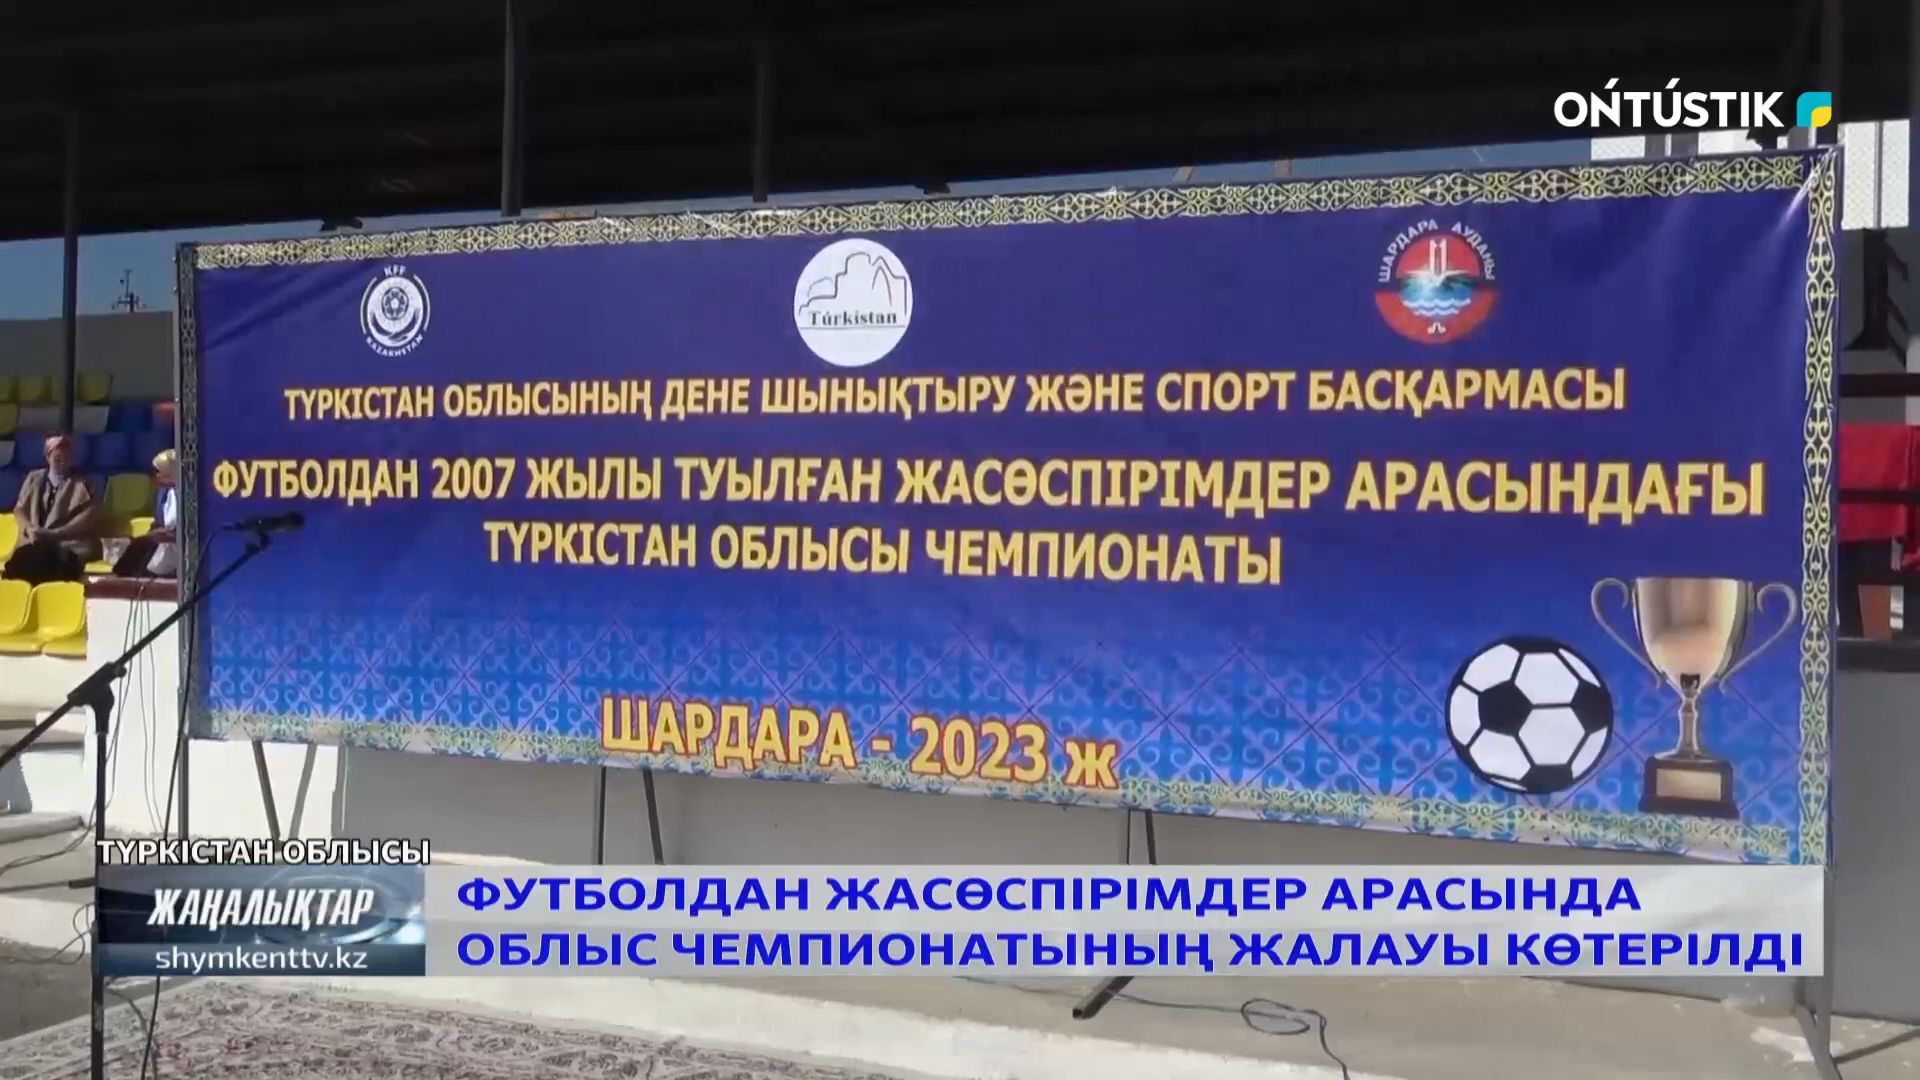 OŃTÚSTIK
KFF
KAZAKHSTAN
Túrkistan
ШАРДАРА АУДАНЫ
ТҮРКІСТАН ОБЛЫСЫНЫҢ ДЕНЕ ШЫНЫҚТЫРУ ЖӘНЕ СПОРТ БАСҚАРМАСЫ
ФУТБОЛДАН 2007 ЖЫЛЫ ТУЫЛҒАН ЖАСӨСПІРІМДЕР АРАСЫНДАҒЫ
ТҮРКІСТАН ОБЛЫСЫ ЧЕМПИОНАТЫ
ШАРДАРА - 2023 ж
ТҮРКІСТАН ОБЛЫСЫ
ЖАҢАЛЫҚТАР
shymkenttv.kz
ФУТБОЛДАН ЖАСӨСПІРІМДЕР АРАСЫНДА
ОБЛЫС ЧЕМПИОНАТЫНЫҢ ЖАЛАУЫ КӨТЕРІЛДІ